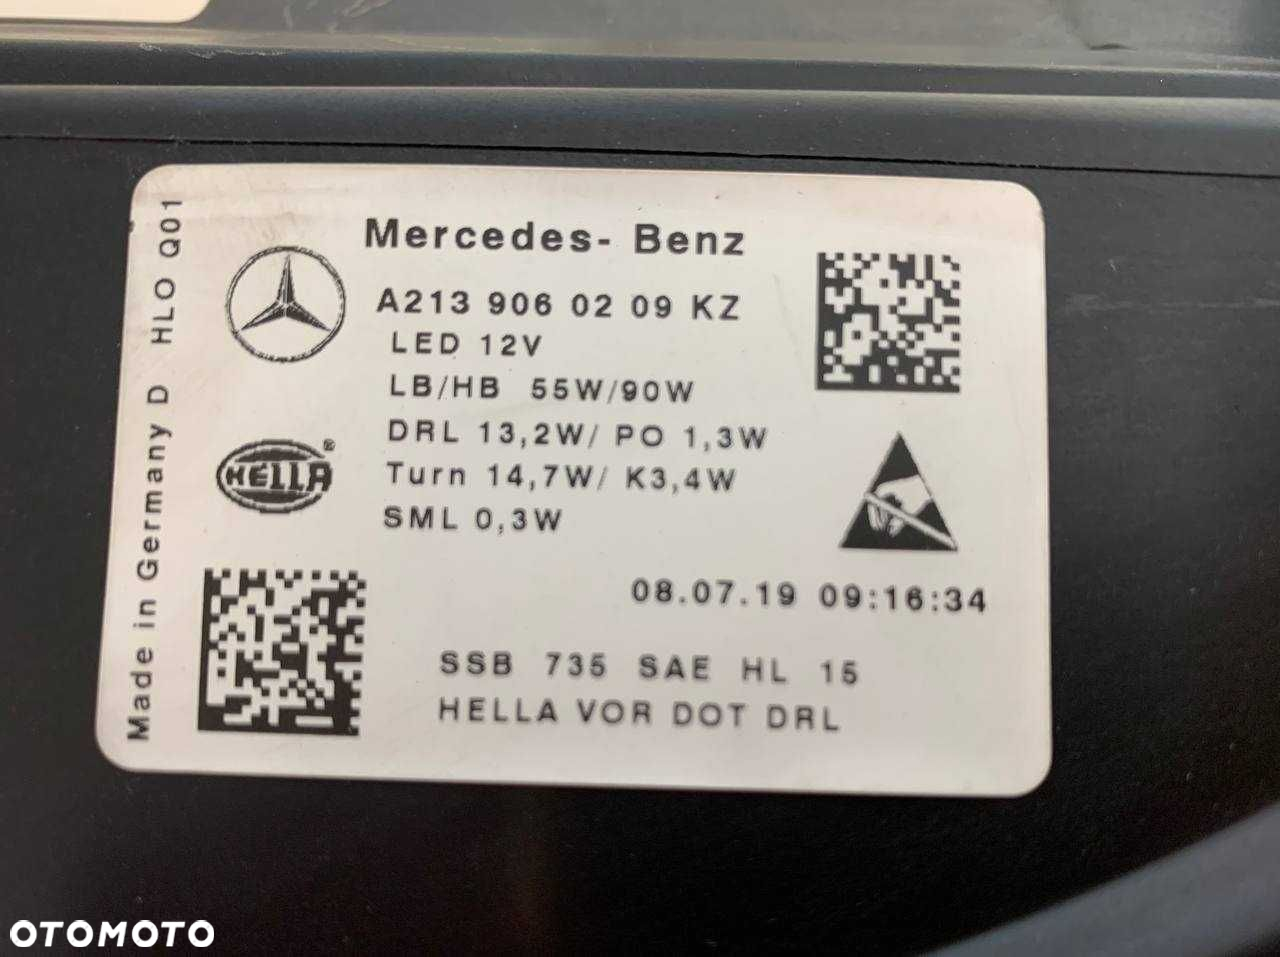 Mercedes- Benz
A213 906 02 09 KZ
LED 12V
LB/HB 55W/90W
DRL 13,2W/ PO 1,3W
Turn 14,7W/ K3,4W
SML 0,3W
HELLA®
08.07.19 09:16:34
SSB 735 SAE HL 15
HELLA VOR DOT DRL
Made in Germany D HLO Q01
OTOMOTO